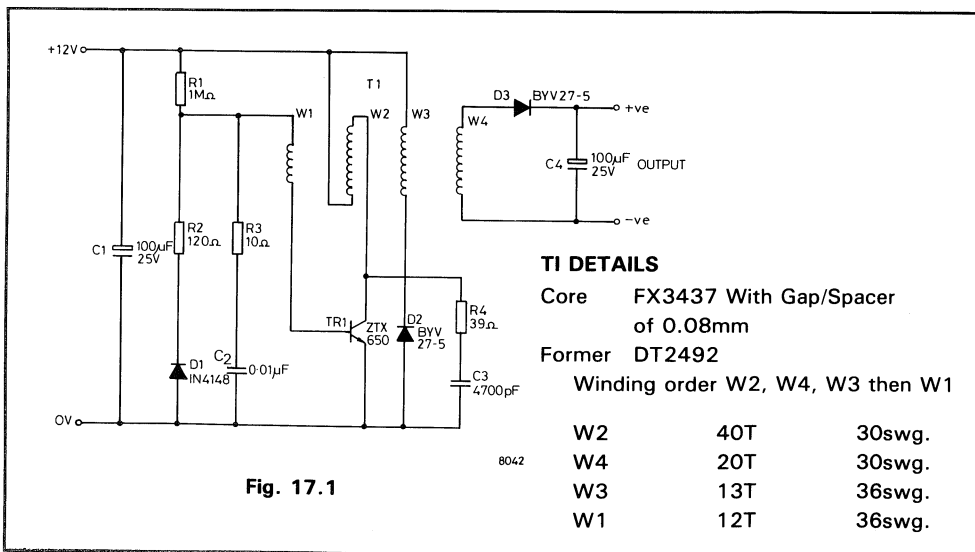 +12V
R1
1MΩ
W1
T1
W2
W3
W4
D3 BYV27-5
+ve
C4 100µF
25V
OUTPUT
-ve
C1 100µF
25V
R2
120Ω
R3
10Ω
D1
IN4148
C2
0·01µF
TR1
ZTX
650
D2
BYV
27-5
R4
39Ω
C3
4700pF
OV
8042
Fig. 17.1
TI DETAILS
Core FX3437 With Gap/Spacer
of 0.08mm
Former DT2492
Winding order W2, W4, W3 then W1
W2 40T 30swg.
W4 20T 30swg.
W3 13T 36swg.
W1 12T 36swg.